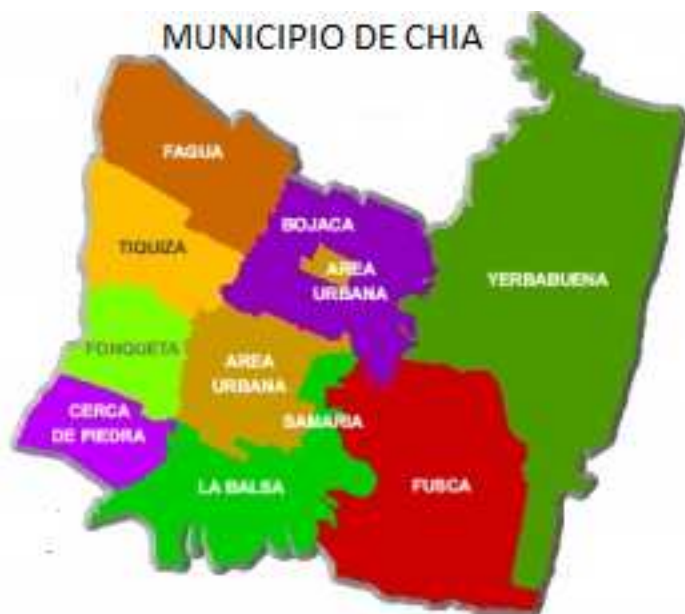 MUNICIPIO DE CHIA
FAGUA
BOJACA
TIQUIZA
AREA
URBANA
YERBABUENA
FONQUETA
AREA
URBANA
CERCA
DE PIEDRA
SAMARIA
LA BALSA
FUSCA